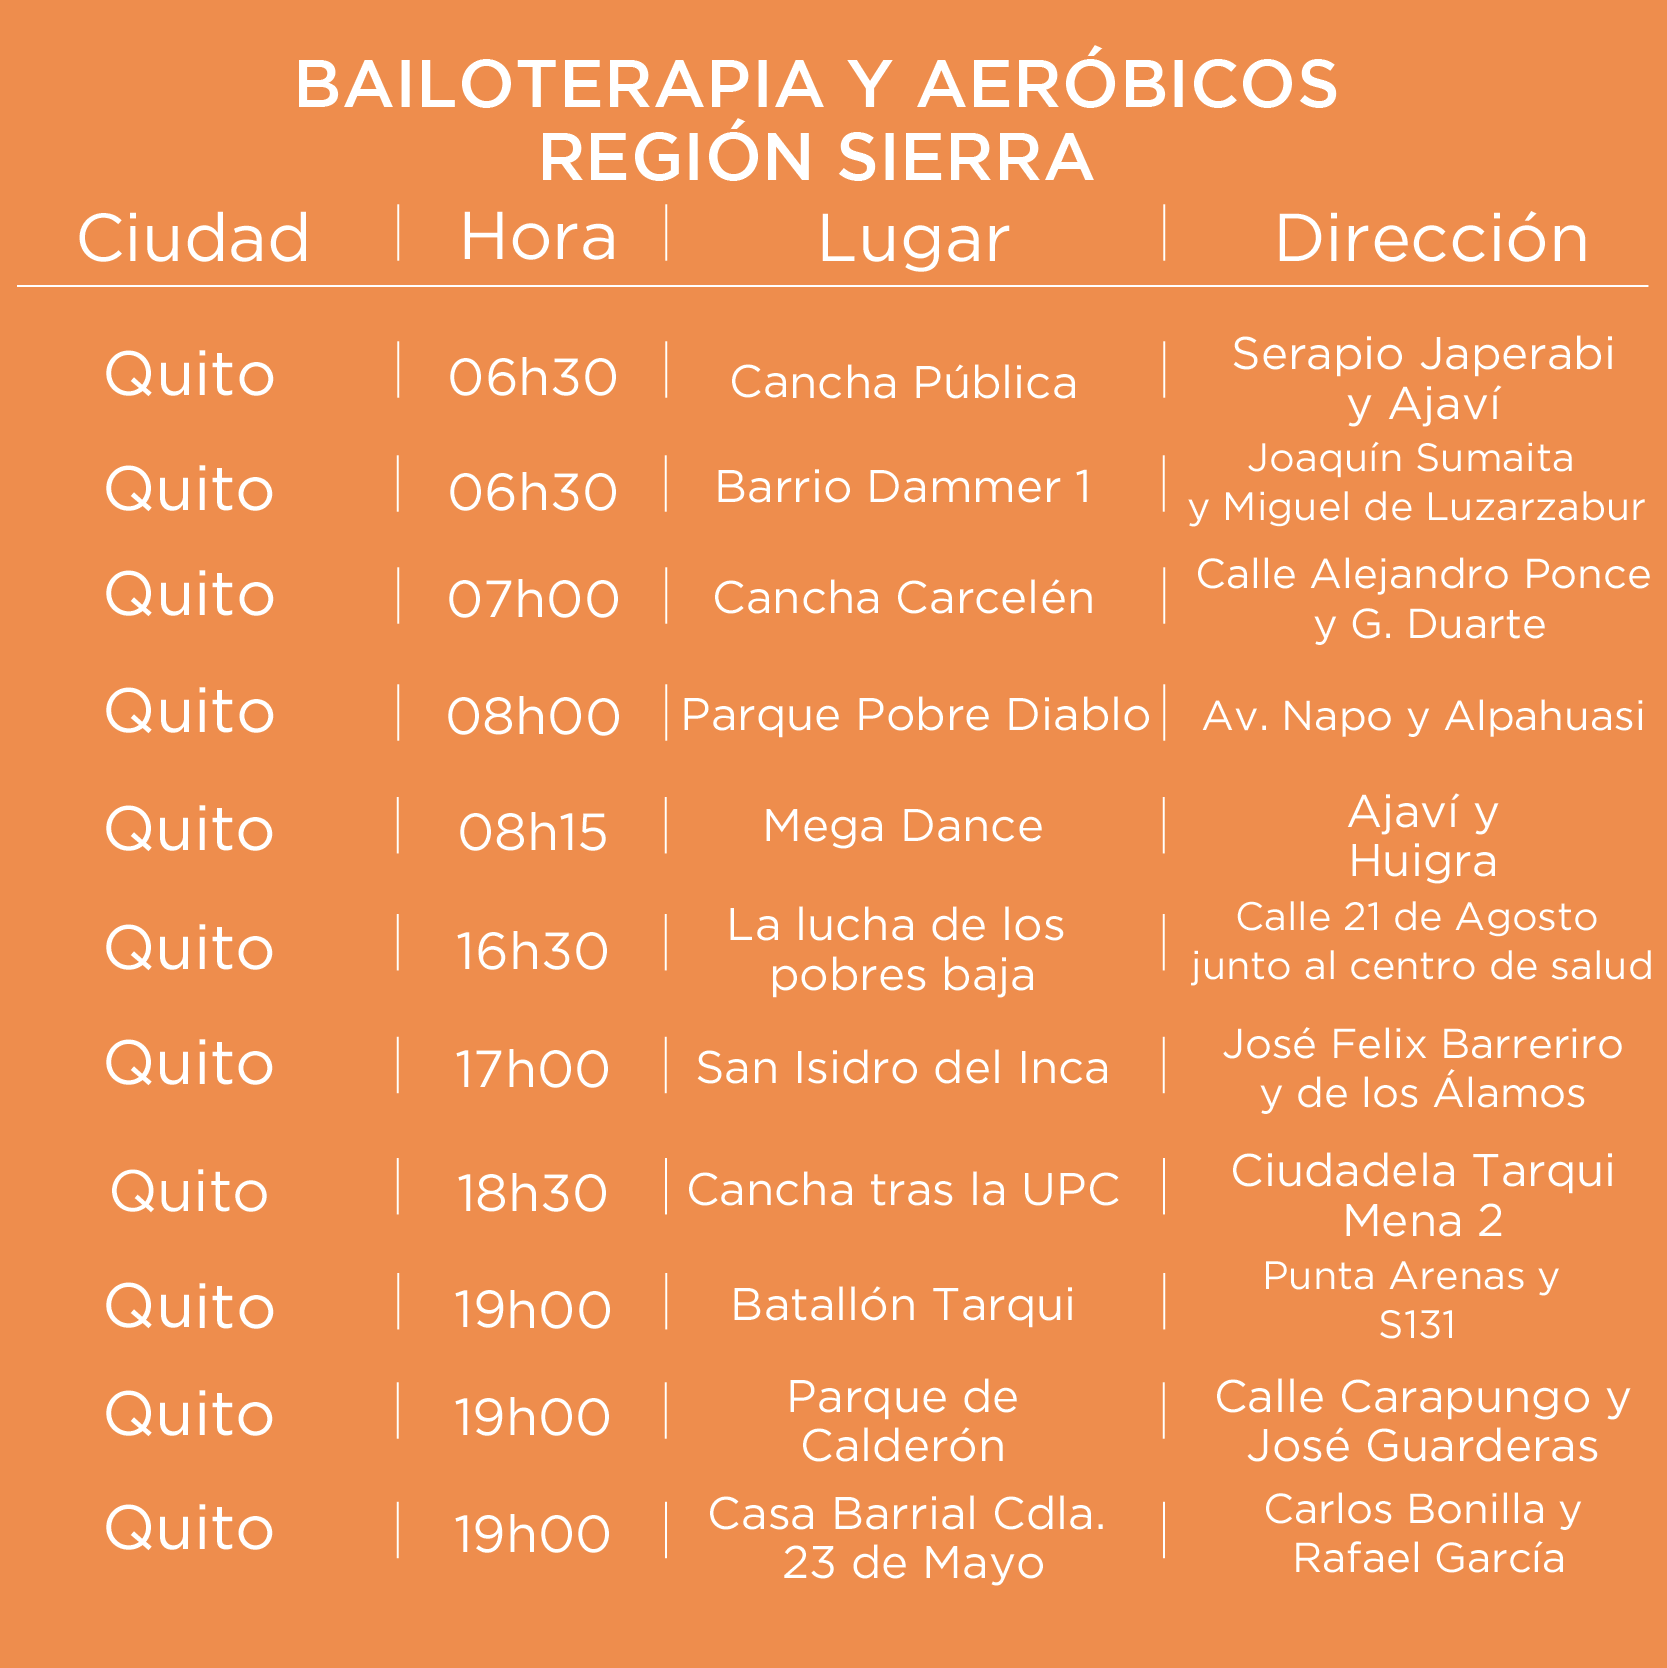 BAILOTERAPIA Y AERÓBICOS
REGIÓN SIERRA
Ciudad | Hora | Lugar | Dirección
Quito | 06h30 | Cancha Pública | Serapio Japerabi
y Ajaví
Quito | 06h30 | Barrio Dammer 1 | Joaquín Sumaita
y Miguel de Luzarzabur
Quito | 07h00 | Cancha Carcelén | Calle Alejandro Ponce
y G. Duarte
Quito | 08h00 | Parque Pobre Diablo | Av. Napo y Alpahuasi
Quito | 08h15 | Mega Dance | Ajaví y
Huigra
Quito | 16h30 | La lucha de los
pobres baja | Calle 21 de Agosto
junto al centro de salud
Quito | 17h00 | San Isidro del Inca | José Felix Barreriro
y de los Álamos
Quito | 18h30 | Cancha tras la UPC | Ciudadela Tarqui
Mena 2
Quito | 19h00 | Batallón Tarqui | Punta Arenas y
S131
Quito | 19h00 | Parque de
Calderón | Calle Carapungo y
José Guarderas
Quito | 19h00 | Casa Barrial Cdla.
23 de Mayo | Carlos Bonilla y
Rafael García